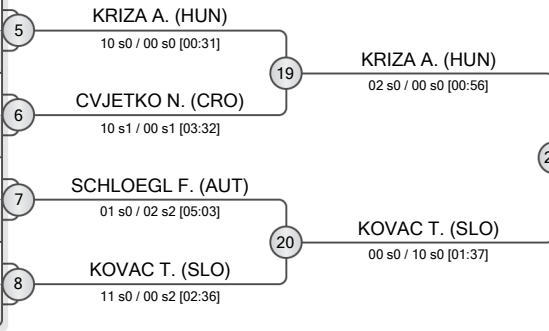 5
KRIZA A. (HUN)
10 s0 / 00 s0 [00:31]
19
KRIZA A. (HUN)
02 s0 / 00 s0 [00:56]
6
CVJETKO N. (CRO)
10 s1 / 00 s1 [03:32]
7
SCHLOEGL F. (AUT)
01 s0 / 02 s2 [05:03]
20
KOVAC T. (SLO)
00 s0 / 10 s0 [01:37]
8
KOVAC T. (SLO)
11 s0 / 00 s2 [02:36]